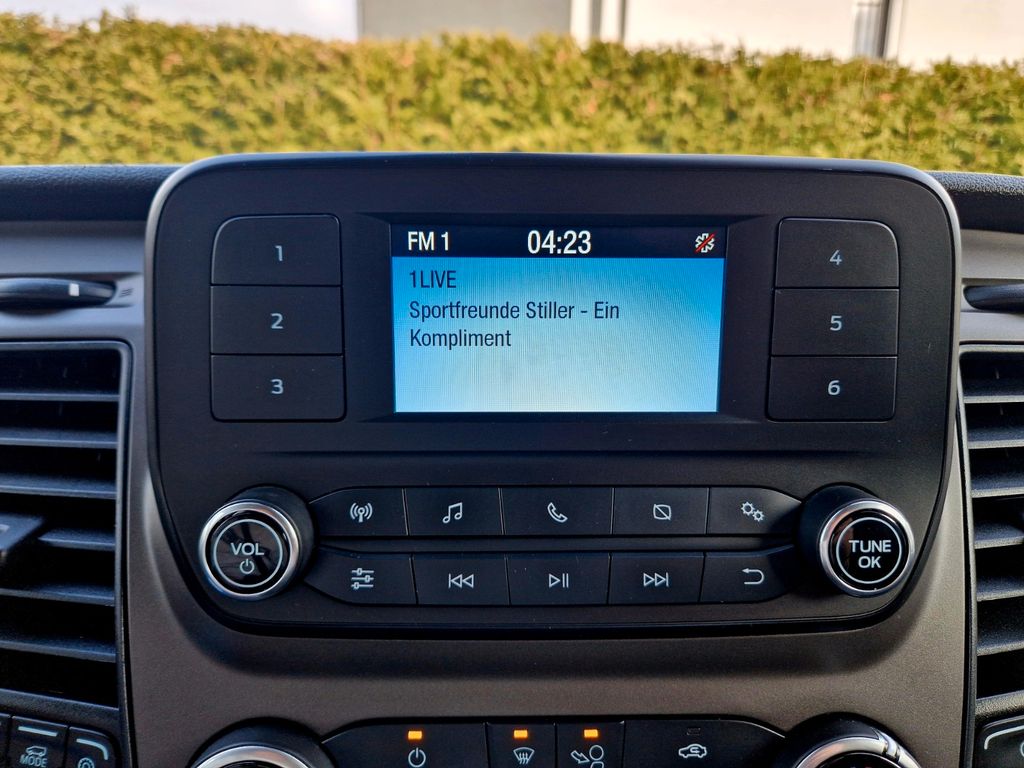 FM 1 04:23
1LIVE
Sportfreunde Stiller - Ein
Kompliment
1
2
3
4
5
6
VOL
TUNE
OK
MODE